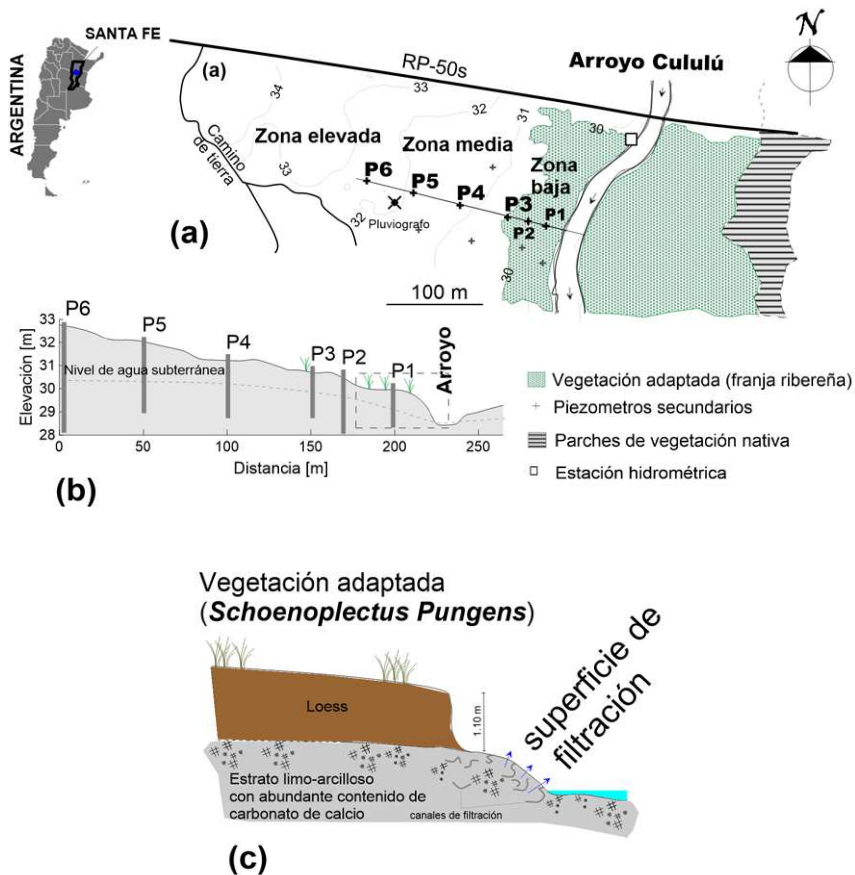 SANTA FE
ARGENTINA
(a)
RP-50s
Arroyo Cululú
N
34
33
32
31
30
Zona elevada
Zona media
Camino
de tierra
33
Zona
baja
P6
P5
P4
P3
P1
P2
32
Pluviografo
(a)
30
100 m
(b)
P6
P5
P4
P3
P2
P1
Arroyo
Elevación [m]
33
32
31
30
29
28
Nivel de agua subterránea
0
50
100
150
200
250
Distancia [m]
Vegetación adaptada (franja ribereña)
Piezometros secundarios
Parches de vegetación nativa
Estación hidrométrica
Vegetación adaptada
(Schoenoplectus Pungens)
superficie de
filtración
Loess
1.10 m
Estrato limo-arcilloso
con abundante contenido de
carbonato de calcio
canales de filtración
(c)